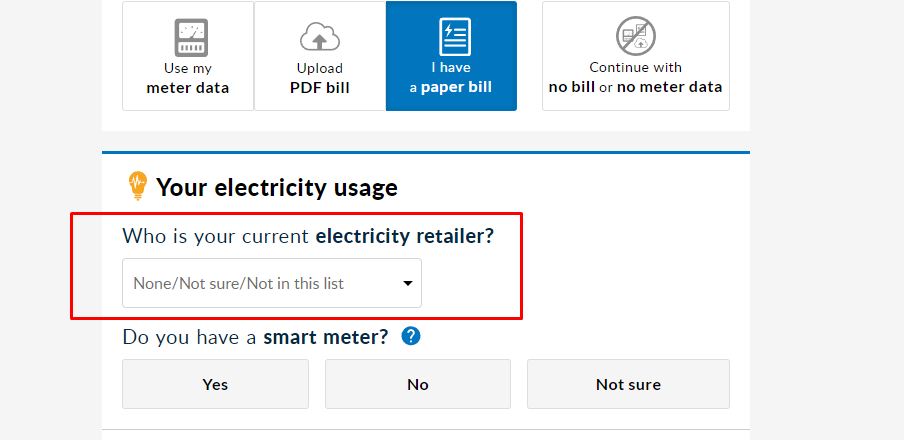 Use my
meter data
Upload
PDF bill
I have
a paper bill
Continue with
no bill or no meter data
Your electricity usage
Who is your current electricity retailer?
None/Not sure/Not in this list
Do you have a smart meter? ?
Yes
No
Not sure